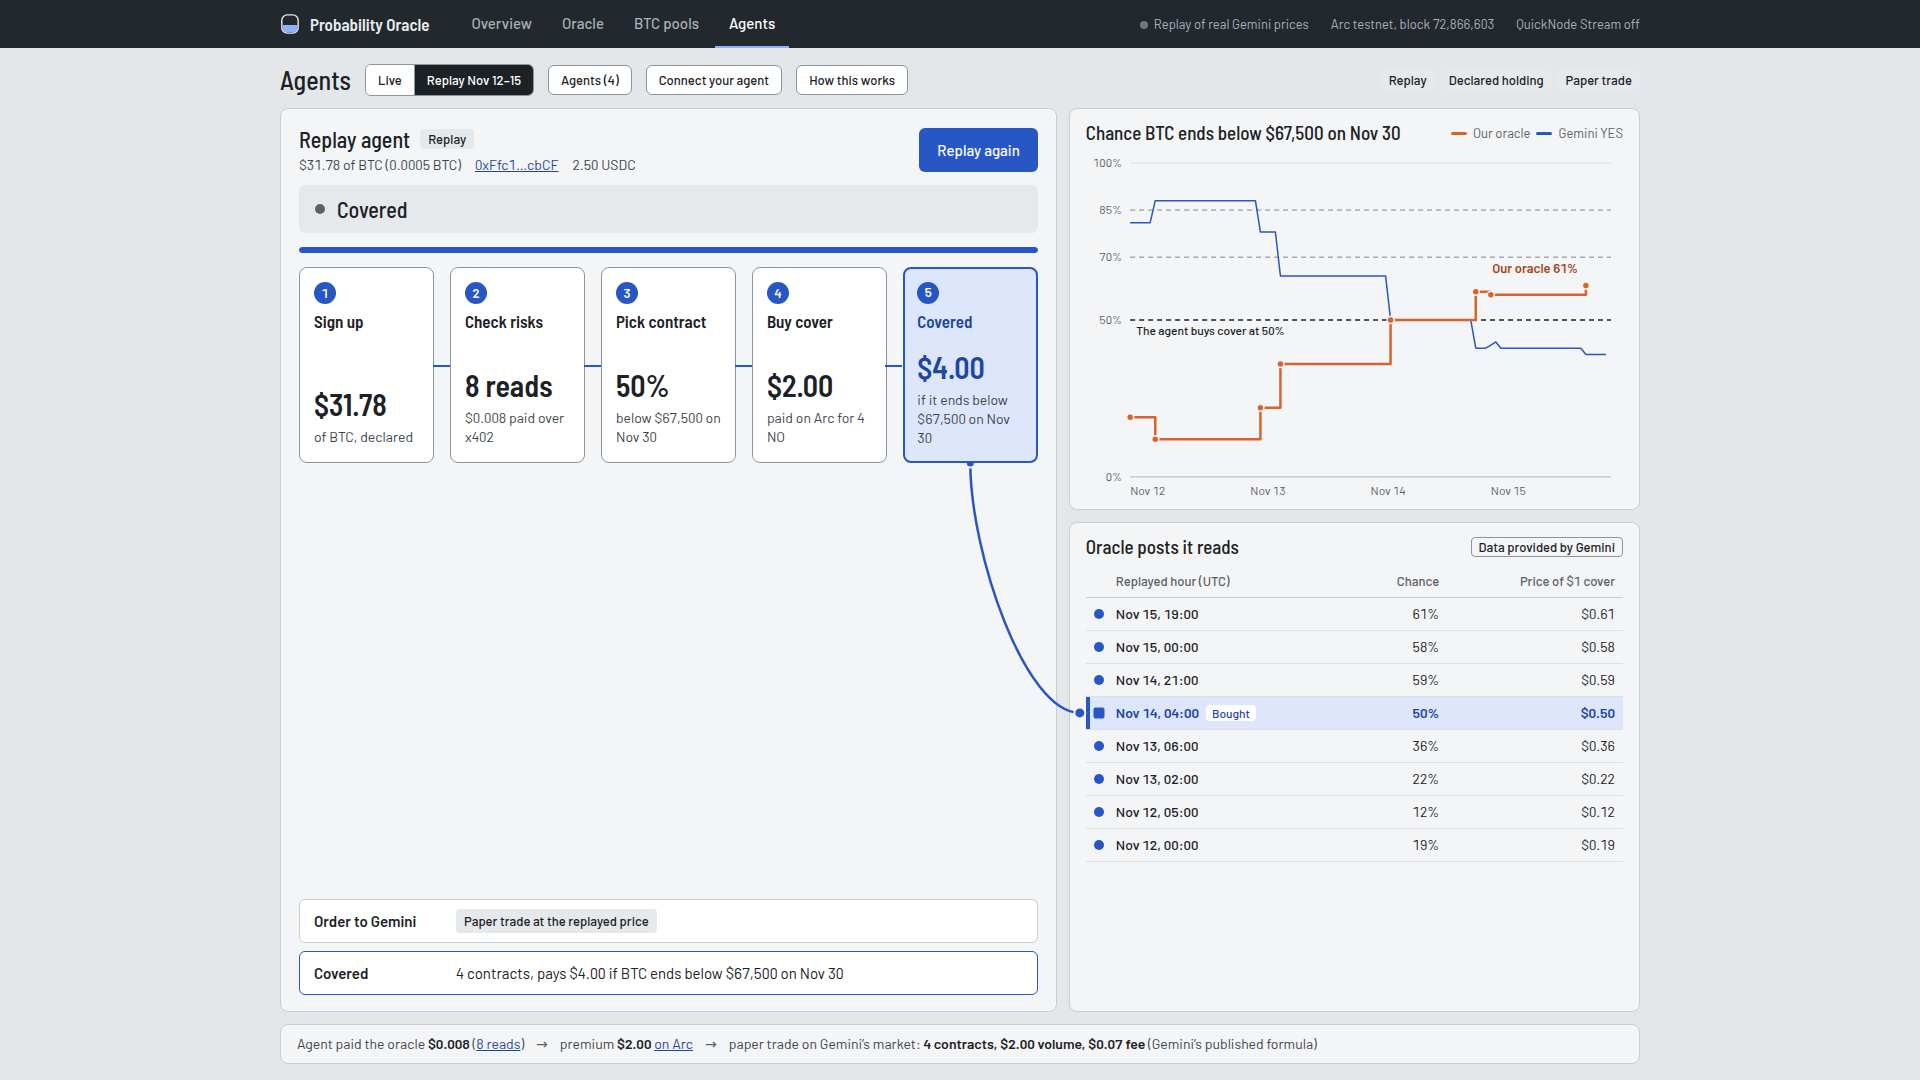 Probability Oracle
Overview
Oracle
BTC pools
Agents
Replay of real Gemini prices
Arc testnet, block 72,866,603
QuickNode Stream off
Agents
Live
Replay Nov 12–15
Agents (4)
Connect your agent
How this works
Replay
Declared holding
Paper trade
Replay agent
Replay
$31.78 of BTC (0.0005 BTC)
0xFfc1...cbCF
2.50 USDC
Replay again
Covered
1
Sign up
$31.78
of BTC, declared
2
Check risks
8 reads
$0.008 paid over
x402
3
Pick contract
50%
below $67,500 on
Nov 30
4
Buy cover
$2.00
paid on Arc for 4
NO
5
Covered
$4.00
if it ends below
$67,500 on Nov
30
Order to Gemini
Paper trade at the replayed price
Covered
4 contracts, pays $4.00 if BTC ends below $67,500 on Nov 30
Chance BTC ends below $67,500 on Nov 30
Our oracle
Gemini YES
100%
85%
70%
Our oracle 61%
50%
The agent buys cover at 50%
0%
Nov 12
Nov 13
Nov 14
Nov 15
Oracle posts it reads
Data provided by Gemini
Replayed hour (UTC) Chance Price of $1 cover
Nov 15, 19:00 61% $0.61
Nov 15, 00:00 58% $0.58
Nov 14, 21:00 59% $0.59
Nov 14, 04:00 Bought 50% $0.50
Nov 13, 06:00 36% $0.36
Nov 13, 02:00 22% $0.22
Nov 12, 05:00 12% $0.12
Nov 12, 00:00 19% $0.19
Agent paid the oracle $0.008 (8 reads) → premium $2.00 on Arc → paper trade on Gemini's market: 4 contracts, $2.00 volume, $0.07 fee (Gemini's published formula)